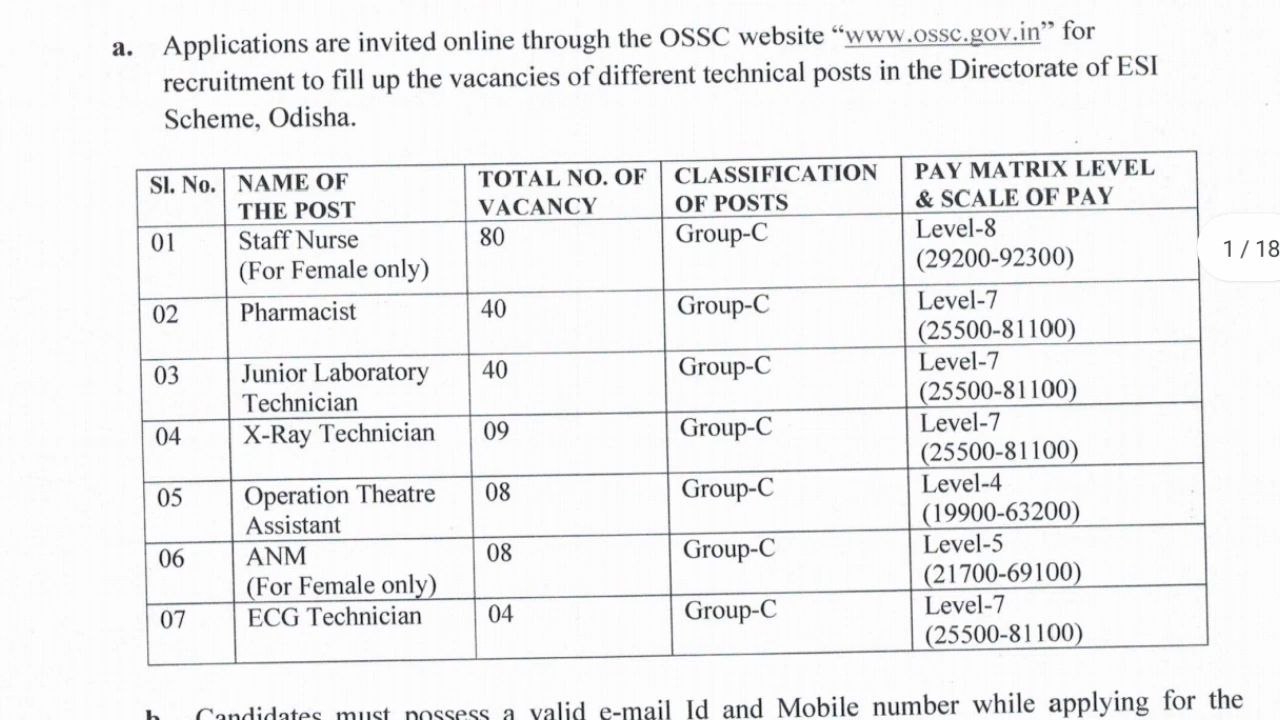 a. Applications are invited online through the OSSC website “www.ossc.gov.in” for
recruitment to fill up the vacancies of different technical posts in the Directorate of ESI
Scheme, Odisha.
Sl. No. NAME OF THE POST TOTAL NO. OF VACANCY CLASSIFICATION OF POSTS PAY MATRIX LEVEL & SCALE OF PAY
01 Staff Nurse (For Female only) 80 Group-C Level-8 (29200-92300)
1 / 18
02 Pharmacist 40 Group-C Level-7 (25500-81100)
03 Junior Laboratory Technician 40 Group-C Level-7 (25500-81100)
04 X-Ray Technician 09 Group-C Level-7 (25500-81100)
05 Operation Theatre Assistant 08 Group-C Level-4 (19900-63200)
06 ANM (For Female only) 08 Group-C Level-5 (21700-69100)
07 ECG Technician 04 Group-C Level-7 (25500-81100)
b. Candidates must possess a valid e-mail Id and Mobile number while applying for the